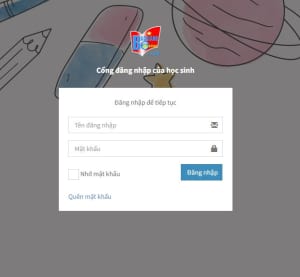 Cổng đăng nhập của học sinh
Đăng nhập để tiếp tục
Tên đăng nhập
Mật khẩu
Nhớ mật khẩu
Đăng nhập
Quên mật khẩu